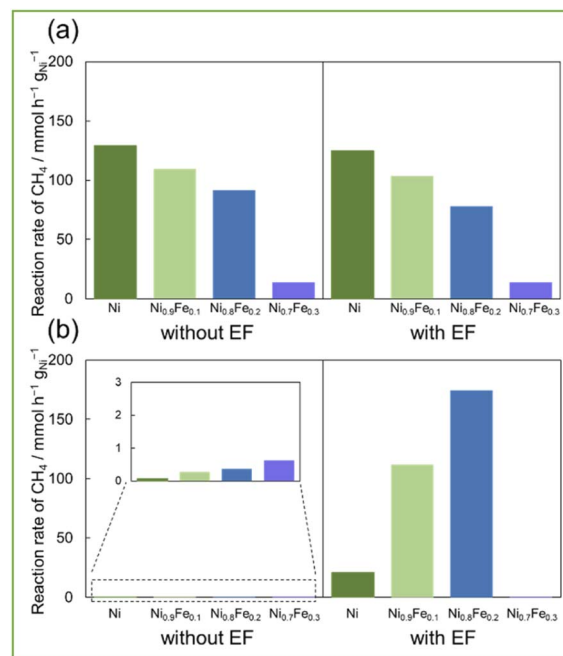 (a)
Reaction rate of CH₄ / mmol h⁻¹ g_Ni⁻¹
200
150
100
50
0
Ni Ni₀.₉Fe₀.₁ Ni₀.₈Fe₀.₂ Ni₀.₇Fe₀.₃ Ni Ni₀.₉Fe₀.₁ Ni₀.₈Fe₀.₂ Ni₀.₇Fe₀.₃
without EF with EF
(b)
Reaction rate of CH₄ / mmol h⁻¹ g_Ni⁻¹
200
150
100
50
0
3
2
1
0
Ni Ni₀.₉Fe₀.₁ Ni₀.₈Fe₀.₂ Ni₀.₇Fe₀.₃ Ni Ni₀.₉Fe₀.₁ Ni₀.₈Fe₀.₂ Ni₀.₇Fe₀.₃
without EF with EF